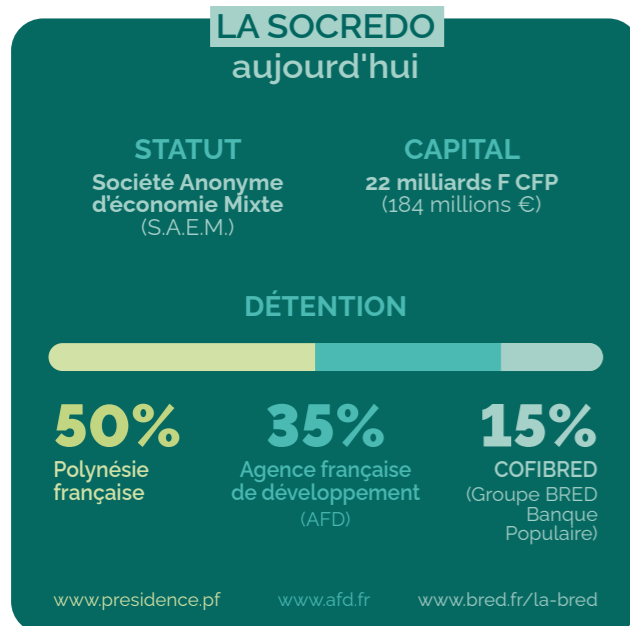 LA SOCREDO
aujourd'hui
STATUT
Société Anonyme
d'économie Mixte
(S.A.E.M.)
CAPITAL
22 milliards F CFP
(184 millions €)
DÉTENTION
50%
Polynésie
française
35%
Agence française
de développement
(AFD)
15%
COFIBRED
(Groupe BRED
Banque
Populaire)
www.presidence.pf
www.afd.fr
www.bred.fr/la-bred